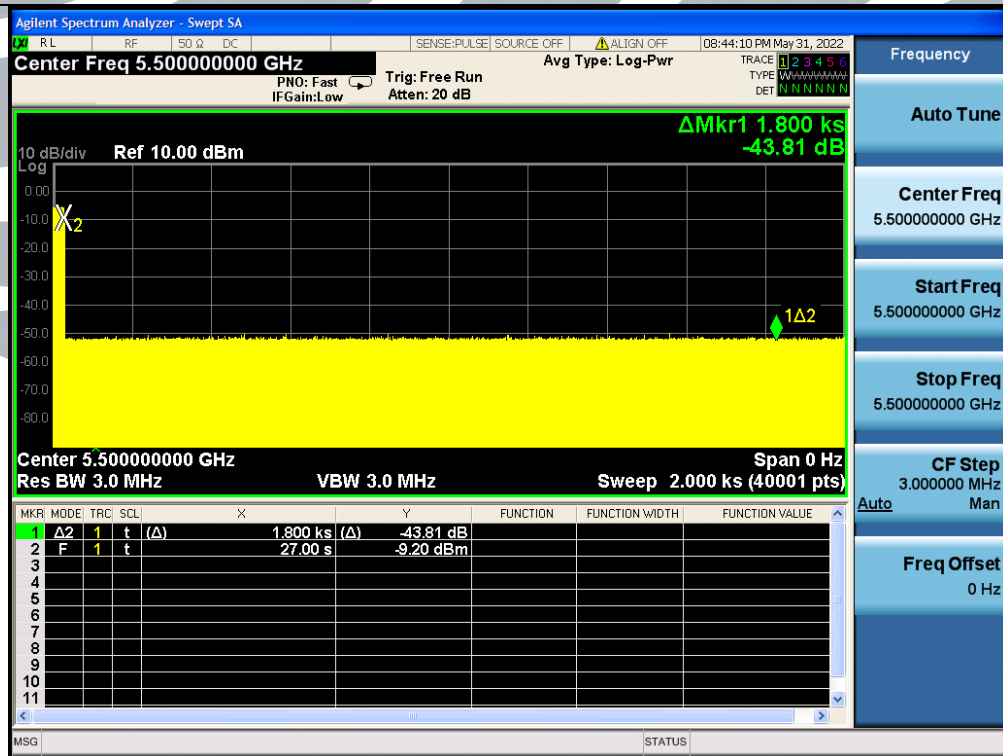 Agilent Spectrum Analyzer - Swept SA
LXI RL RF 50 Ω DC SENSE:PULSE SOURCE OFF ALIGN OFF 08:44:10 PM May 31, 2022
Center Freq 5.500000000 GHz
PNO: Fast
IFGain:Low
Trig: Free Run
Atten: 20 dB
Avg Type: Log-Pwr
TRACE 1 2 3 4 5 6
TYPE
DET N N N N N N
ΔMkr1 1.800 ks
-43.81 dB
10 dB/div Ref 10.00 dBm
Log
0.00
-10.0
-20.0
-30.0
-40.0
-50.0
-60.0
-70.0
-80.0
X2
1Δ2
Center 5.500000000 GHz Span 0 Hz
Res BW 3.0 MHz VBW 3.0 MHz Sweep 2.000 ks (40001 pts)
MKR MODE TRC SCL X Y FUNCTION FUNCTION WIDTH FUNCTION VALUE
1 Δ2 1 t (Δ) 1.800 ks (Δ) -43.81 dB
2 F 1 t 27.00 s -9.20 dBm
3
4
5
6
7
8
9
10
11
MSG STATUS
Frequency
Auto Tune
Center Freq
5.500000000 GHz
Start Freq
5.500000000 GHz
Stop Freq
5.500000000 GHz
CF Step
3.000000 MHz
Auto Man
Freq Offset
0 Hz